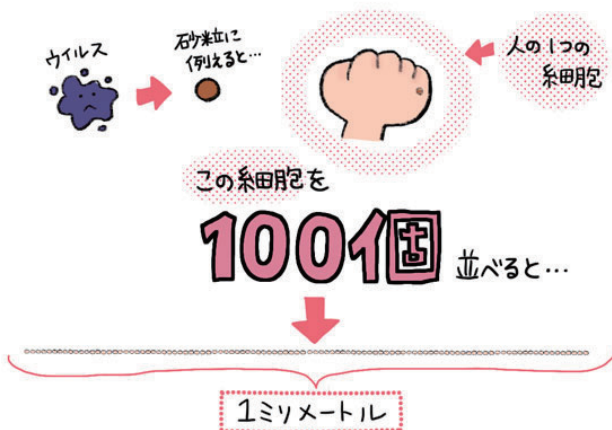 ウイルス
砂粒に
例えると…
人の1つの
細胞
この細胞を
100個 並べると…
1ミリメートル